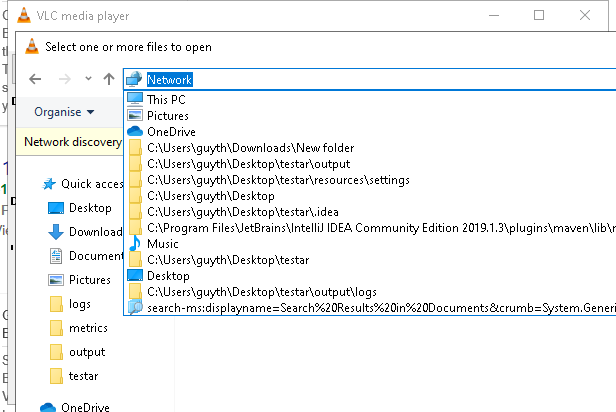 VLC media player
Select one or more files to open
Network
Organise
This PC
Pictures
OneDrive
Network discovery
C:\Users\guyth\Downloads\New folder
C:\Users\guyth\Desktop\testar\output
C:\Users\guyth\Desktop\testar\resources\settings
C:\Users\guyth\Desktop
C:\Users\guyth\Desktop\testar\.idea
C:\Program Files\JetBrains\IntelliJ IDEA Community Edition 2019.1.3\plugins\maven\lib\
Music
C:\Users\guyth\Desktop\testar
Desktop
C:\Users\guyth\Desktop\testar\output\logs
search-ms:displayname=Search%20Results%20in%20Documents&crumb=System.Generi
Quick acces
Desktop
Download
Document
Pictures
logs
metrics
output
testar
OneDrive